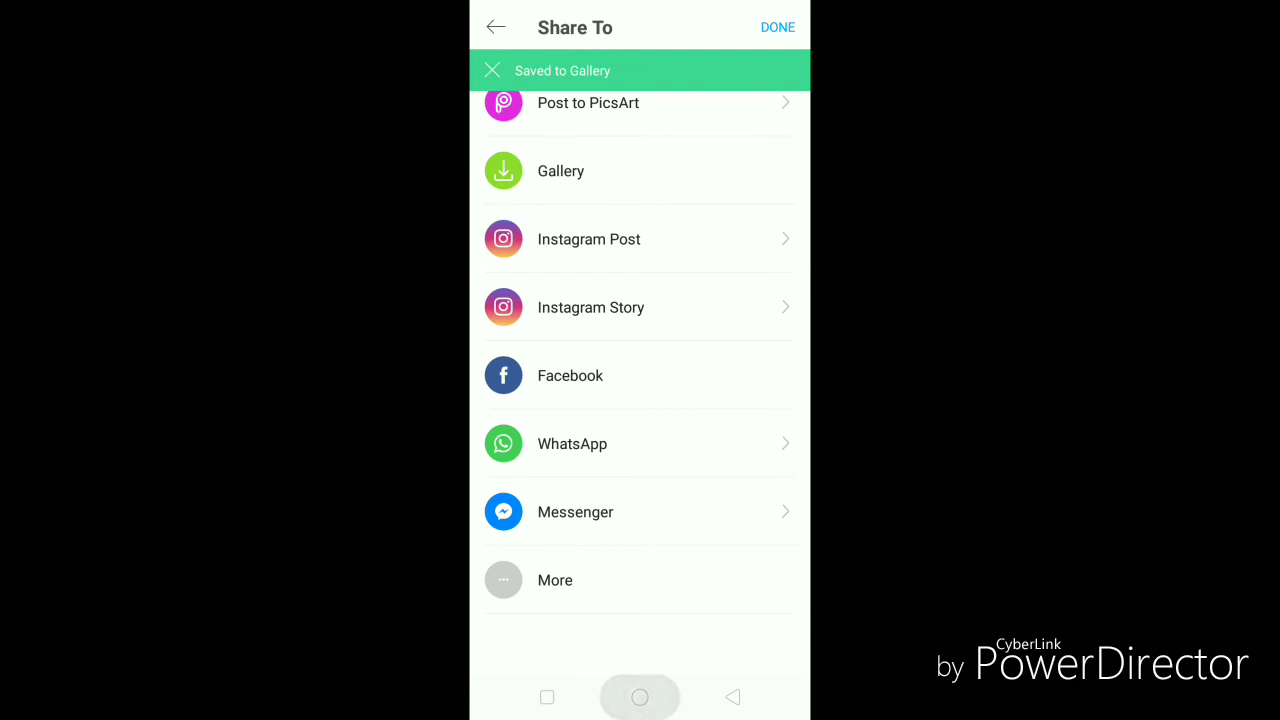 Share To
DONE
Saved to Gallery
Post to PicsArt
Gallery
Instagram Post
Instagram Story
Facebook
WhatsApp
Messenger
More
CyberLink
by PowerDirector